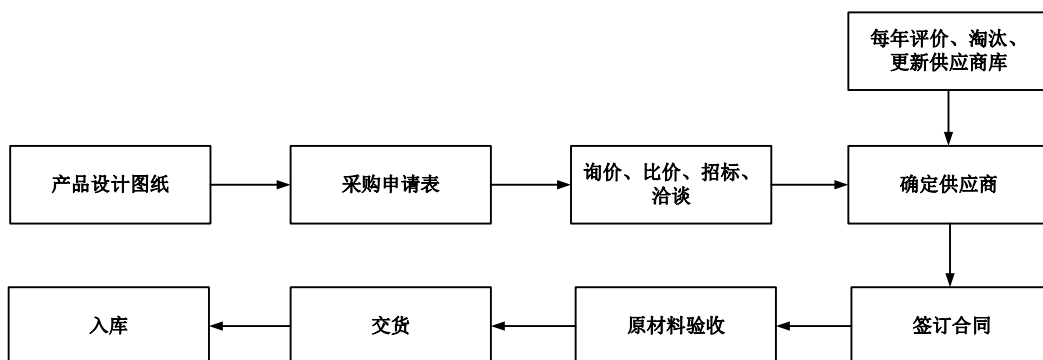 每年评价、淘汰、
更新供应商库
产品设计图纸
采购申请表
询价、比价、招标、
洽谈
确定供应商
入库
交货
原材料验收
签订合同